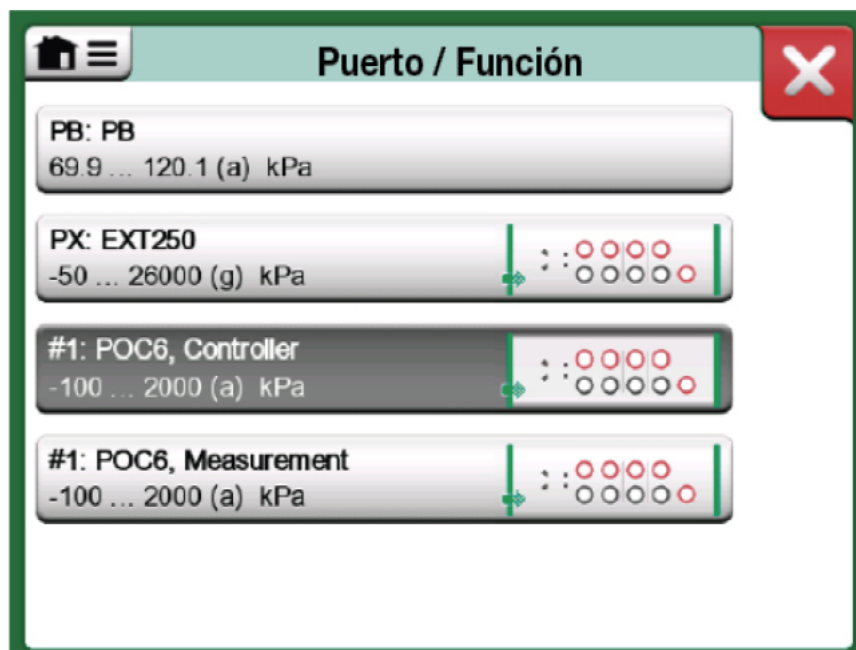 Puerto / Función
PB: PB
69.9 ... 120.1 (a) kPa
PX: EXT250
-50 ... 26000 (g) kPa
#1: POC6, Controller
-100 ... 2000 (a) kPa
#1: POC6, Measurement
-100 ... 2000 (a) kPa